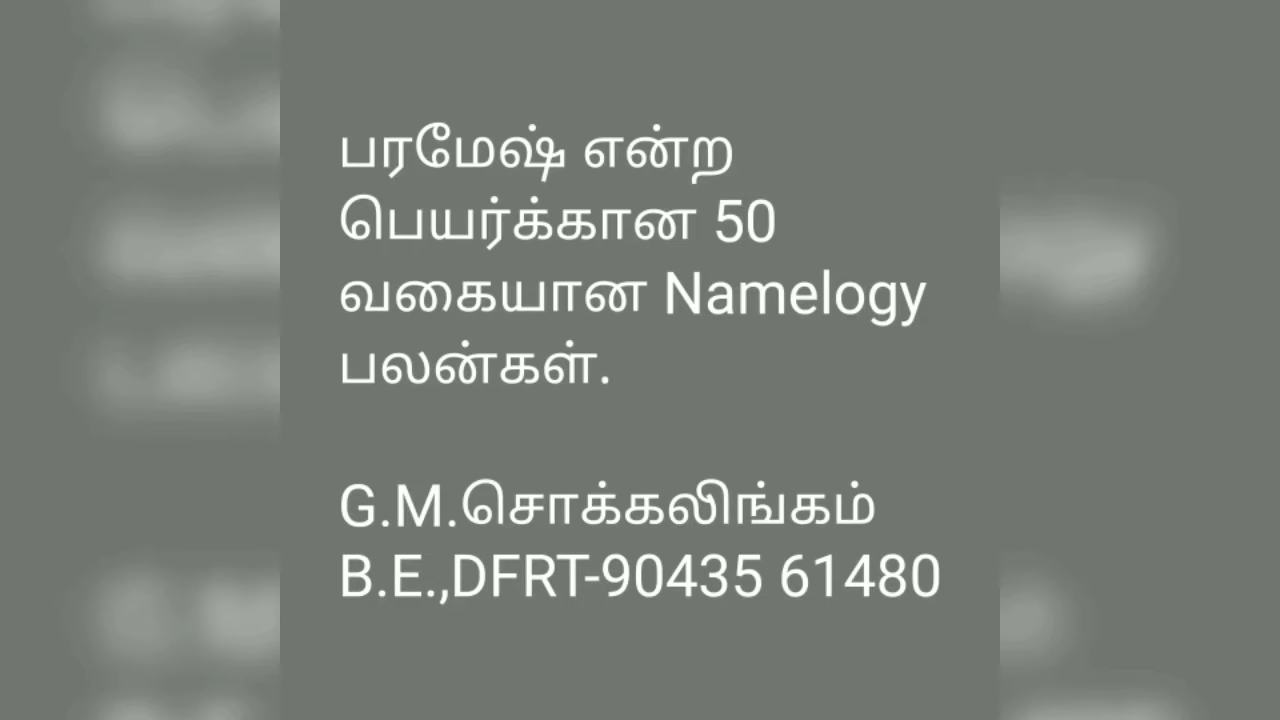 பரமேஷ் என்ற
பெயர்க்கான 50
வகையான Namelogy
பலன்கள்.
G.M.சொக்கலிங்கம்
B.E.,DFRT-90435 61480